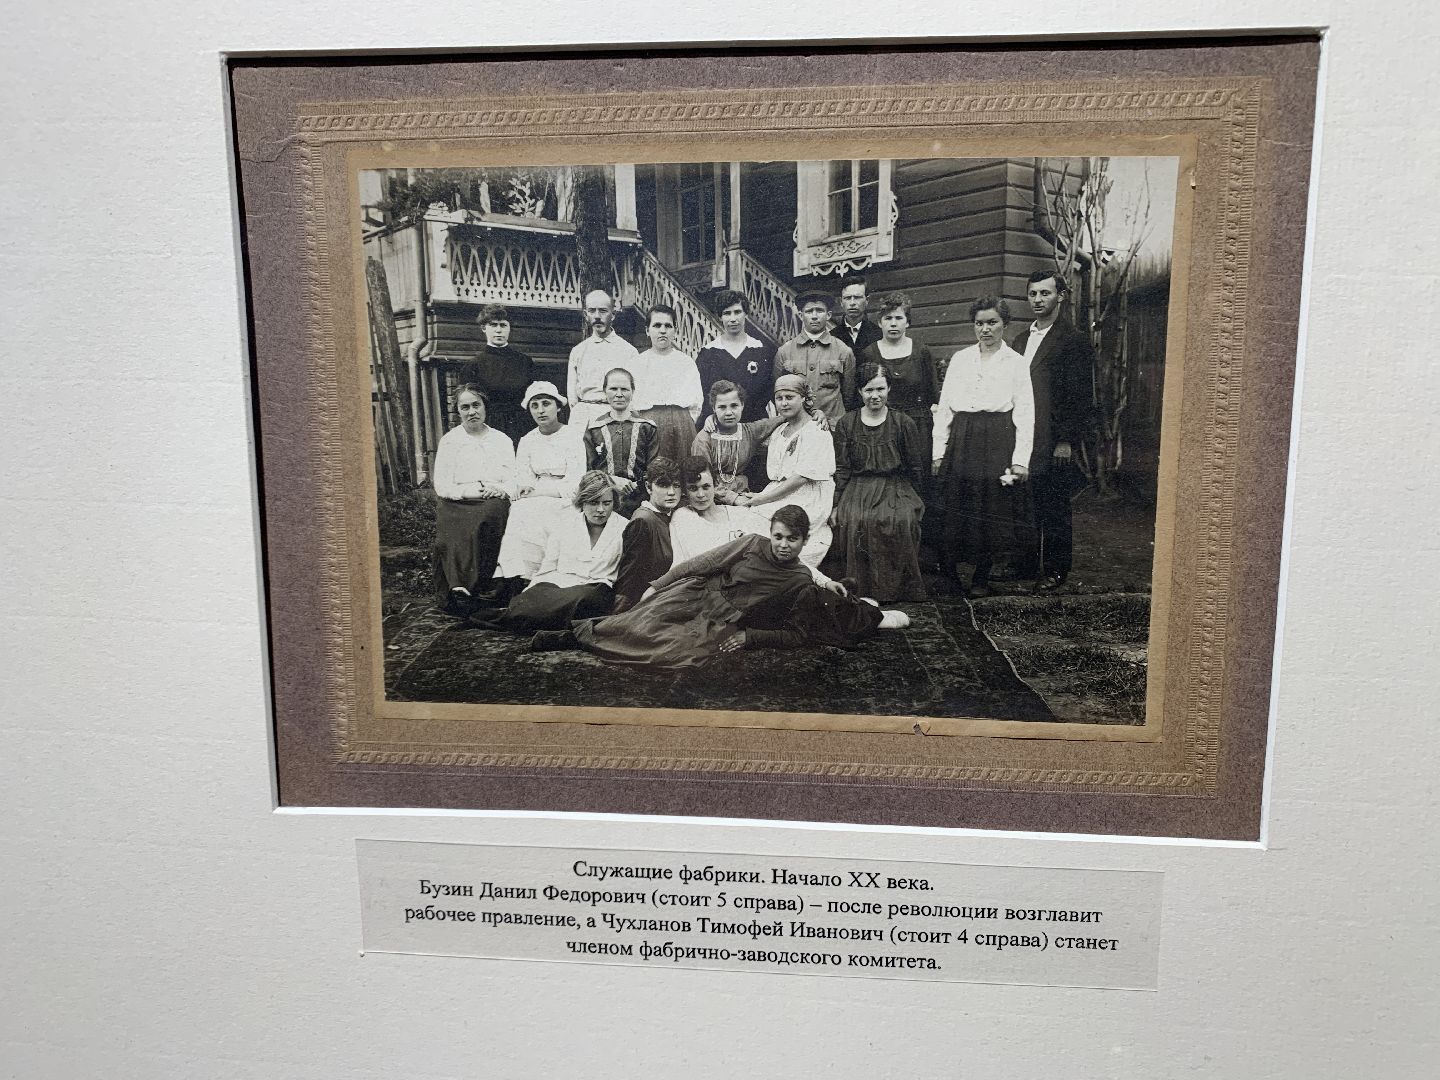 Служащие фабрики. Начало XX века.
Бузин Данил Федорович (стоит 5 справа) – после революции возглавит
рабочее правление, а Чухланов Тимофей Иванович (стоит 4 справа) станет
членом фабрично-заводского комитета.